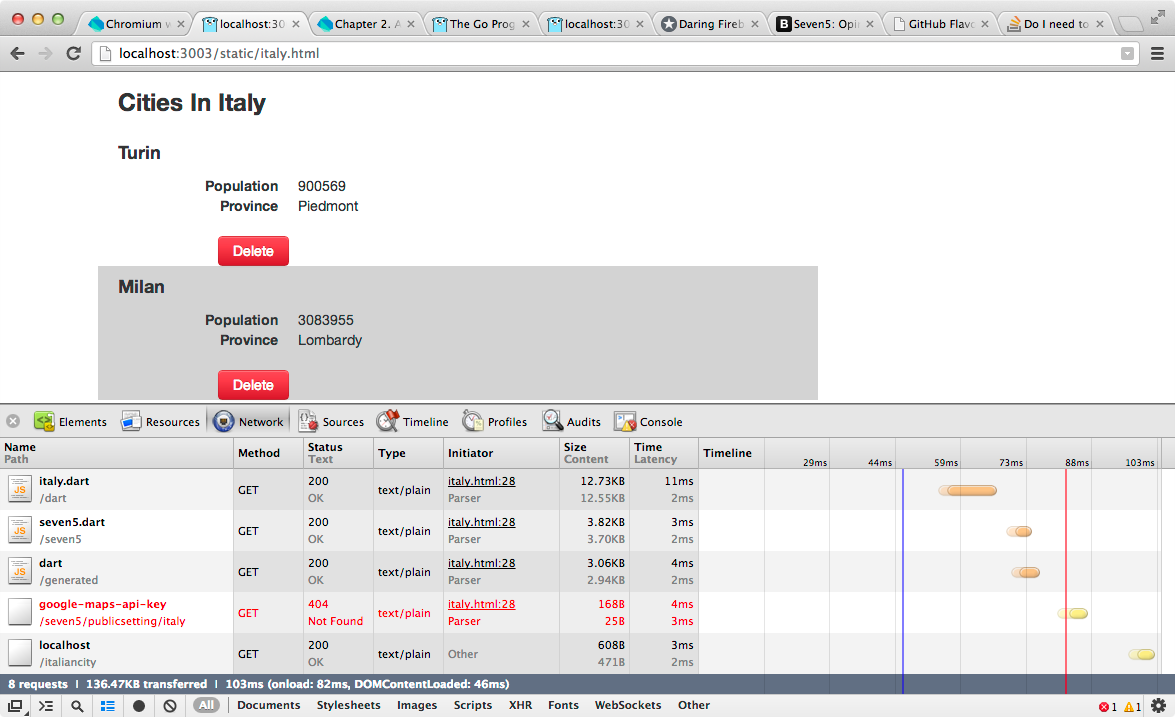 Chromium w localhost:30 Chapter 2. A The Go Prog localhost:30 Daring Fireb Seven5: Opin GitHub Flavo Do I need to
localhost:3003/static/italy.html
Cities In Italy
Turin
Population 900569
Province Piedmont
Delete
Milan
Population 3083955
Province Lombardy
Delete
Elements Resources Network Sources Timeline Profiles Audits Console
Name Path Method Status Text Type Initiator Size Content Time Latency Timeline 29ms 44ms 59ms 73ms 88ms 103ms
italy.dart 200 italy.html:28 12.73KB 11ms
GET text/plain
/dart OK Parser 12.55KB 2ms
seven5.dart 200 italy.html:28 3.82KB 3ms
GET text/plain
/seven5 OK Parser 3.70KB 2ms
dart 200 italy.html:28 3.06KB 4ms
GET text/plain
/generated OK Parser 2.94KB 2ms
google-maps-api-key 404 italy.html:28 168B 4ms
GET text/plain
/seven5/publicsetting/italy Not Found Parser 25B 3ms
localhost 200 608B 3ms
GET text/plain Other
/italiancity OK 471B 2ms
8 requests | 136.47KB transferred | 103ms (onload: 82ms, DOMContentLoaded: 46ms)
All Documents Stylesheets Images Scripts XHR Fonts WebSockets Other 1 1